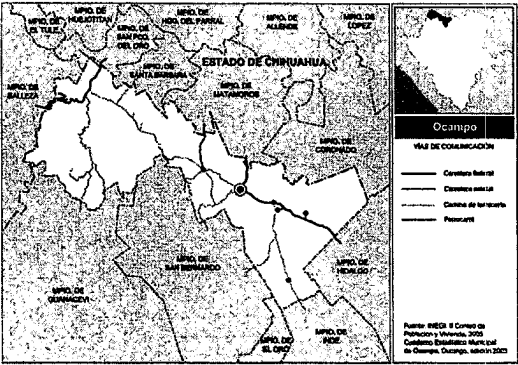 MPIO. DE
EL TULE
MPIO. DE
HUEJOTITAN
MPIO. DE
SAN FCO.
DEL ORO
MPIO. DE
HGO. DEL PARRAL
MPIO. DE
ALLENDE
MPIO. DE
LOPEZ
MPIO. DE
SANTA BARBARA
ESTADO DE CHIHUAHUA
MPIO. DE
BALLEZA
MPIO. DE
MATAMOROS
MPIO. DE
CORONADO
MPIO. DE
SAN BERNARDO
MPIO. DE
HIDALGO
MPIO. DE
GUANACEVI
MPIO. DE
EL ORO
MPIO. DE
INDE
Ocampo
VÍAS DE COMUNICACIÓN
Carretera federal
Carretera estatal
Camino de terracería
Ferrocarril
Fuente: INEGI. II Conteo de
Población y Vivienda, 2005
Cuaderno Estadístico Municipal
de Ocampo, Durango, edición 2003